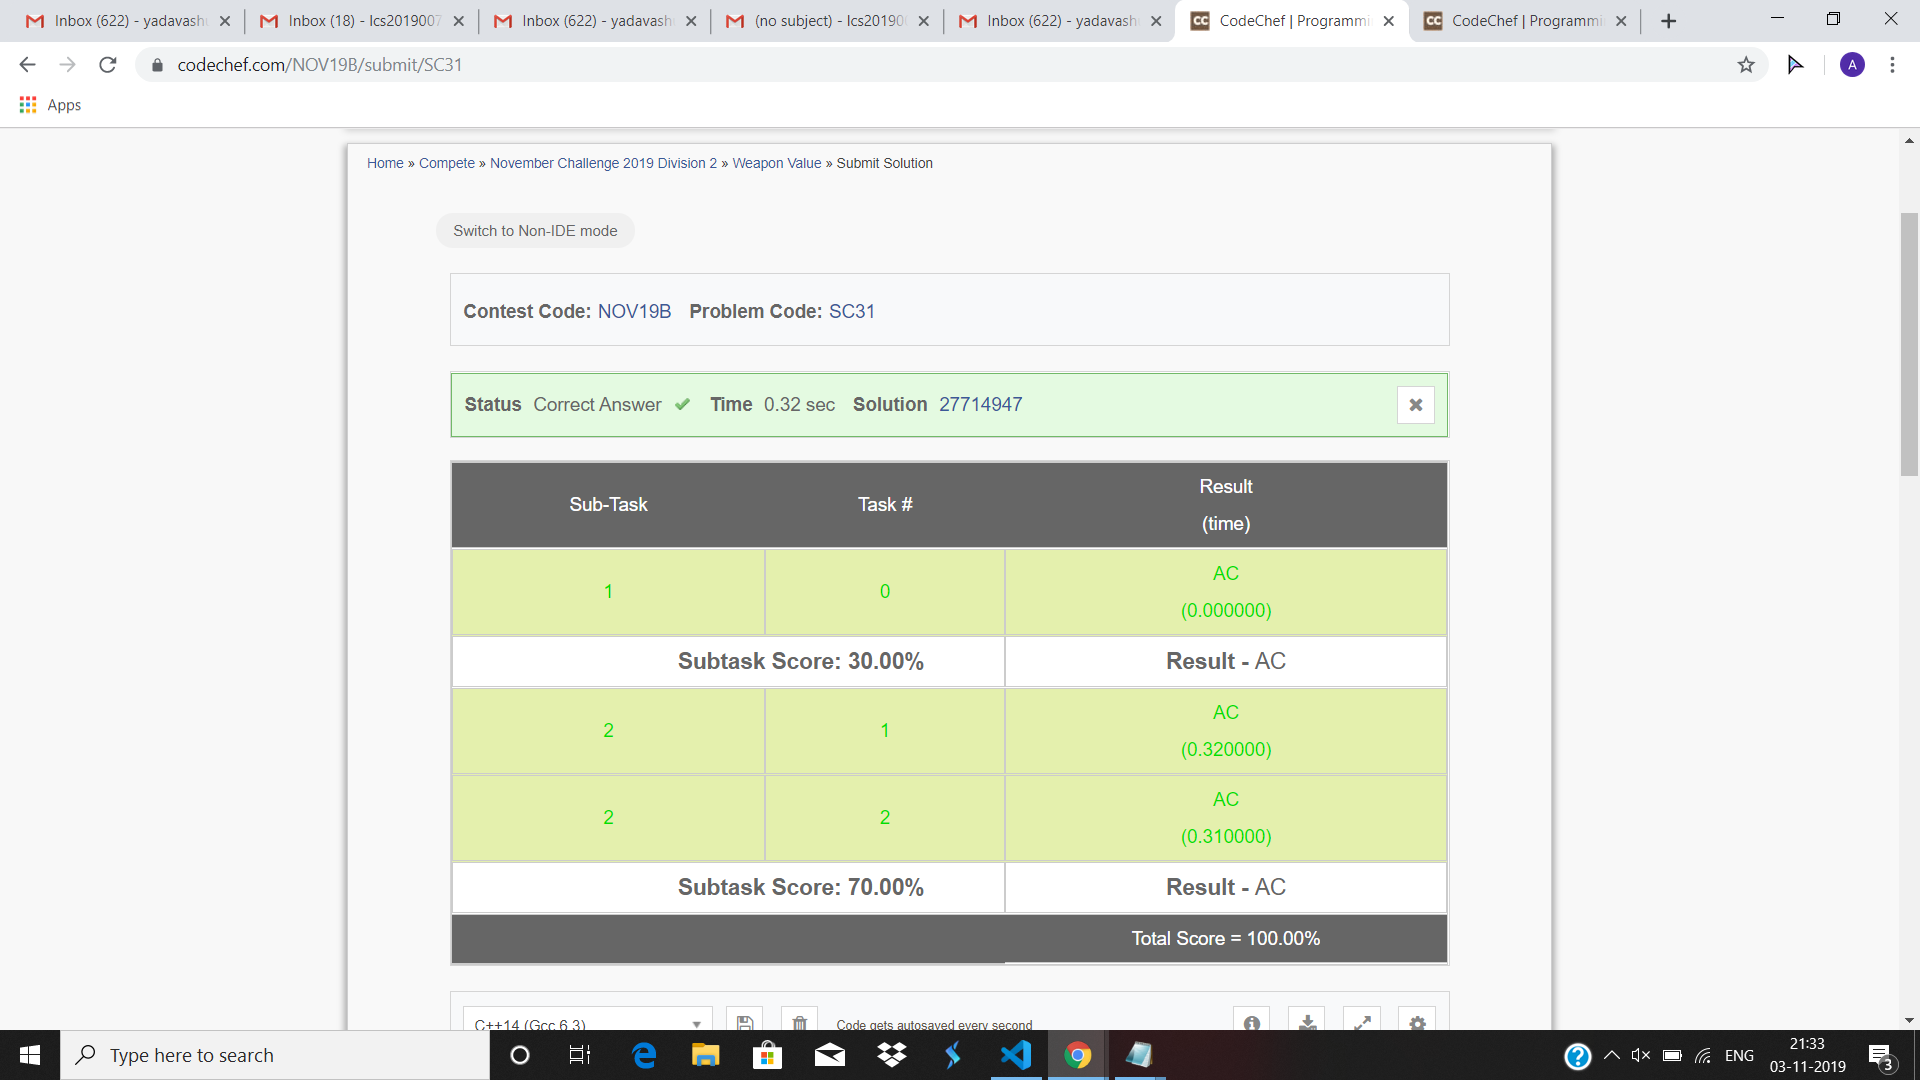 Inbox (622) - yadavash
Inbox (18) - lcs2019007
Inbox (622) - yadavash
(no subject) - lcs20190
Inbox (622) - yadavash
CodeChef | Programmi
CodeChef | Programmi
codechef.com/NOV19B/submit/SC31
A
Apps
Home » Compete » November Challenge 2019 Division 2 » Weapon Value » Submit Solution
Switch to Non-IDE mode
Contest Code: NOV19B Problem Code: SC31
Status Correct Answer Time 0.32 sec Solution 27714947
Sub-Task Task # Result
(time)
1 0 AC
(0.000000)
Subtask Score: 30.00% Result - AC
2 1 AC
(0.320000)
2 2 AC
(0.310000)
Subtask Score: 70.00% Result - AC
Total Score = 100.00%
C++14 (Gcc 6.3) Code gets autosaved every second
Type here to search
ENG
21:33
03-11-2019
3